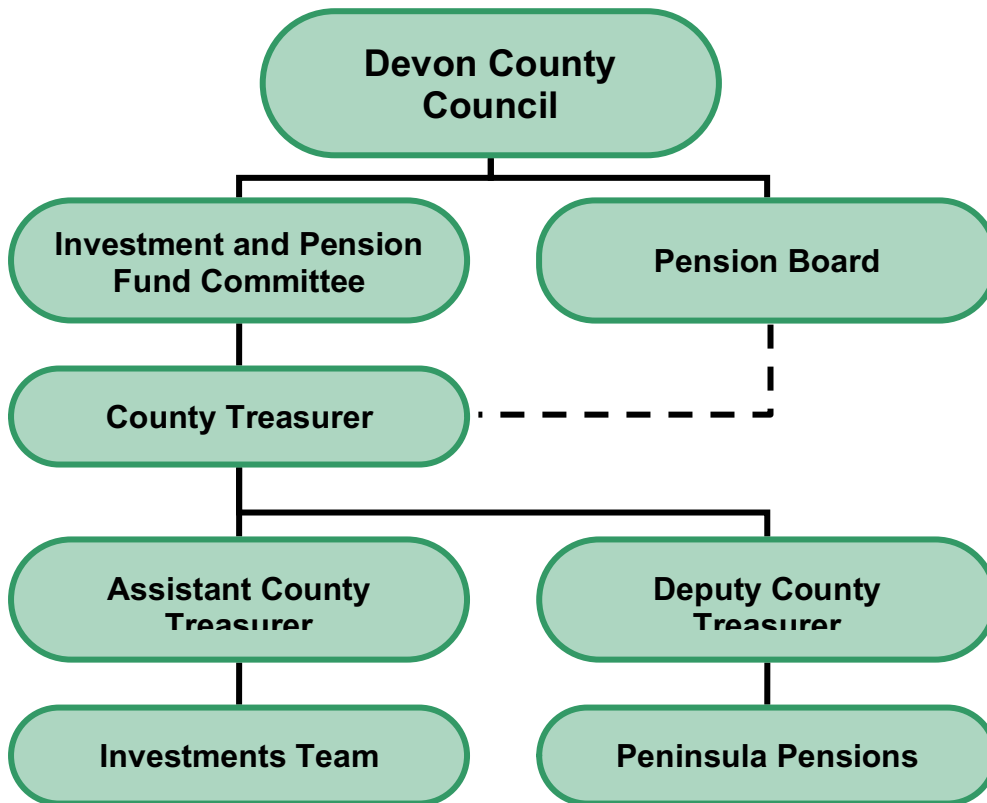 Devon County
Council
Investment and Pension
Fund Committee
Pension Board
County Treasurer
Assistant County
Treasurer
Deputy County
Treasurer
Investments Team
Peninsula Pensions